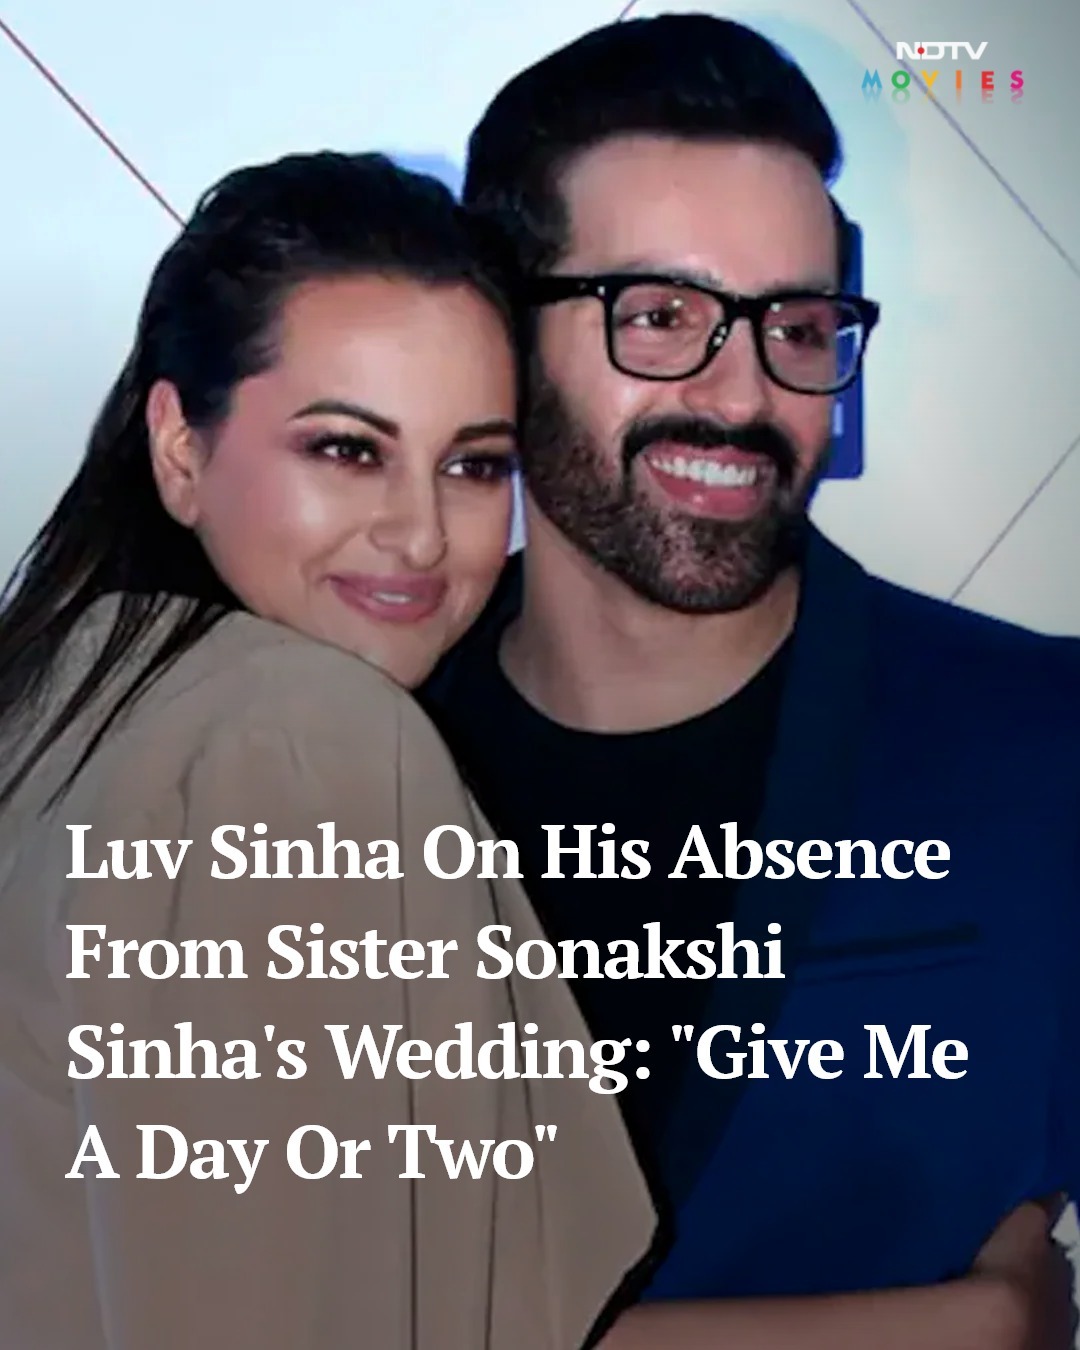 NDTV
MOVIES
Luv Sinha On His Absence
From Sister Sonakshi
Sinha's Wedding: "Give Me
A Day Or Two"